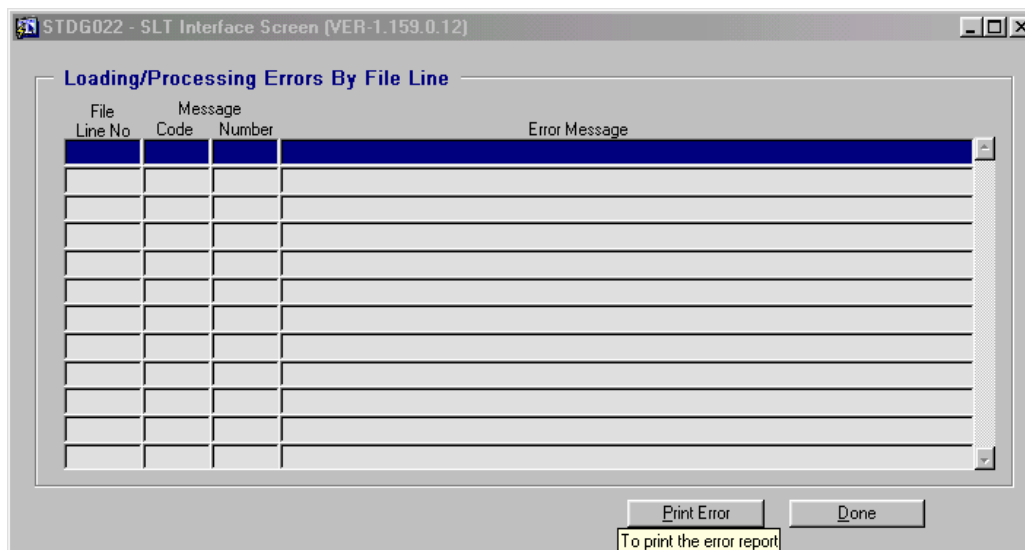 STDG022 - SLT Interface Screen (VER-1.159.0.12)
Loading/Processing Errors By File Line
File Message
Line No Code Number Error Message
Print Error Done
To print the error report